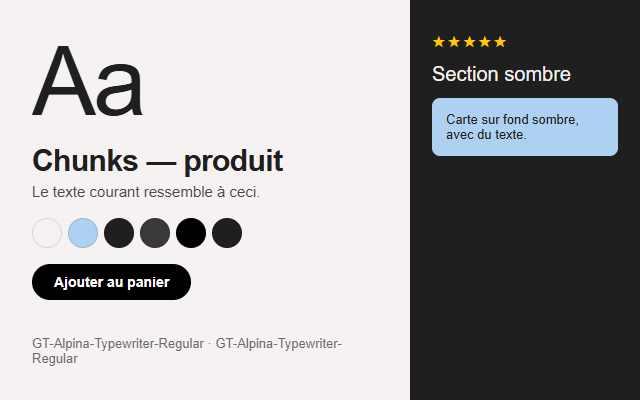 Aa
Chunks — produit
Le texte courant ressemble à ceci.
Ajouter au panier
GT-Alpina-Typewriter-Regular · GT-Alpina-Typewriter-
Regular
Section sombre
Carte sur fond sombre,
avec du texte.